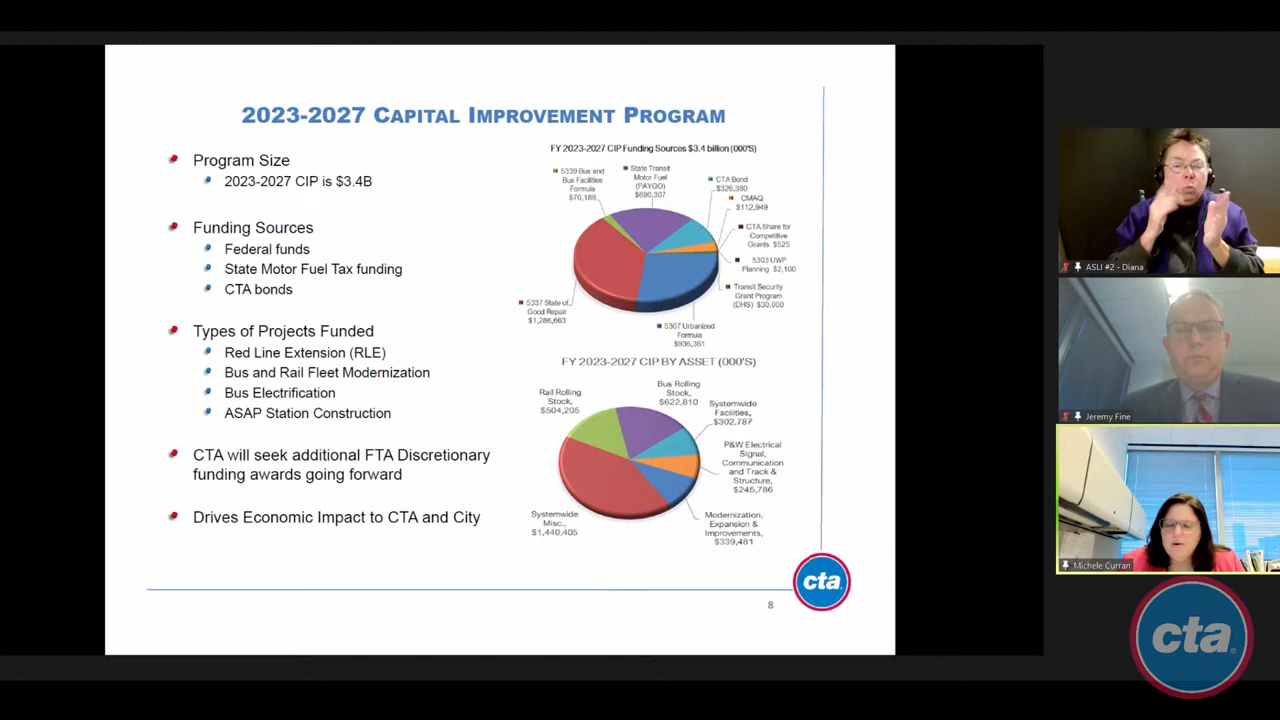 2023-2027 CAPITAL IMPROVEMENT PROGRAM
Program Size
2023-2027 CIP is $3.4B
Funding Sources
Federal funds
State Motor Fuel Tax funding
CTA bonds
Types of Projects Funded
Red Line Extension (RLE)
Bus and Rail Fleet Modernization
Bus Electrification
ASAP Station Construction
CTA will seek additional FTA Discretionary
funding awards going forward
Drives Economic Impact to CTA and City
FY 2023-2027 CIP Funding Sources $3.4 billion (000'S)
5339 Bus and
Bus Facilities
Formula
$70,189
State Transit
Motor Fuel
(PAYGO)
$690,307
CTA Bond
$326,380
CMAQ
$112,949
CTA Share for
Competitive
Grants $525
5303 UWP
Planning $2,100
Transit Security
Grant Program
(DHS) $30,000
5307 Urbanized
Formula
$936,361
5337 State of
Good Repair
$1,286,663
FY 2023-2027 CIP BY ASSET (000'S)
Rail Rolling
Stock,
$504,205
Bus Rolling
Stock,
$622,810
Systemwide
Facilities,
$302,787
P&W Electrical
Signal,
Communication
and Track &
Structure,
$245,786
Modernization,
Expansion &
Improvements,
$339,481
Systemwide
Misc.,
$1,440,405
cta
8
ASLI #2 - Diana
Jeremy Fine
Michele Curran
cta